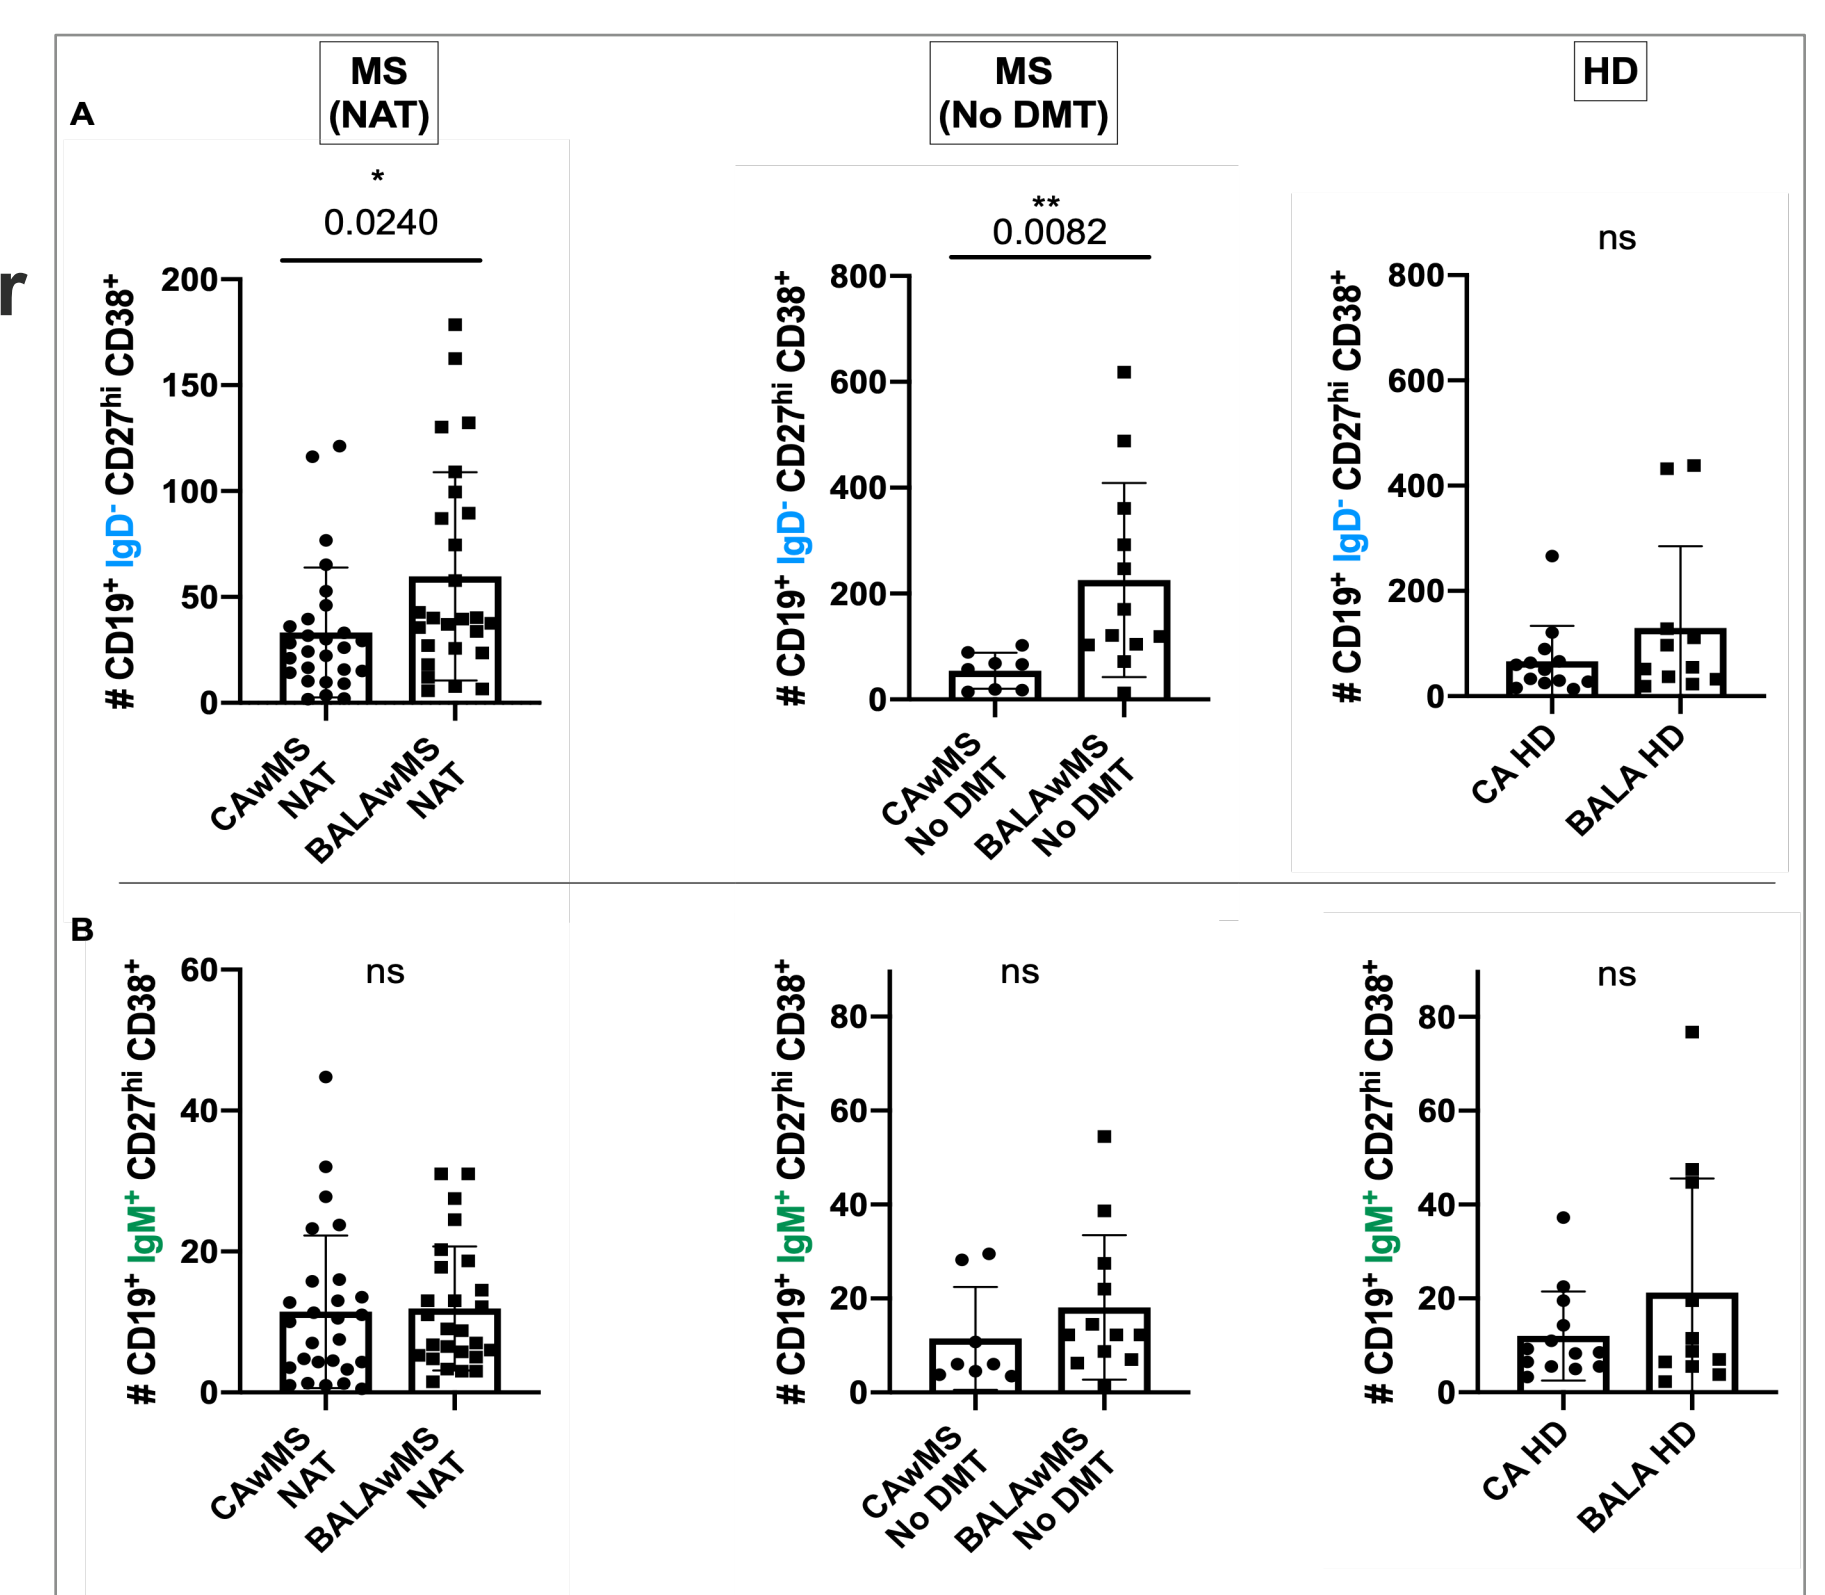 r
MS
(NAT)
MS
(No DMT)
HD
A
*
0.0240
# CD19⁺ IgD⁻ CD27ʰⁱ CD38⁺
200
150
100
50
0
CAwMS
NAT
BALAwMS
NAT
**
0.0082
# CD19⁺ IgD⁻ CD27ʰⁱ CD38⁺
800
600
400
200
0
CAwMS
No DMT
BALAwMS
No DMT
ns
# CD19⁺ IgD⁻ CD27ʰⁱ CD38⁺
800
600
400
200
0
CA HD
BALA HD
B
ns
# CD19⁺ IgM⁺ CD27ʰⁱ CD38⁺
60
40
20
0
CAwMS
NAT
BALAwMS
NAT
ns
# CD19⁺ IgM⁺ CD27ʰⁱ CD38⁺
80
60
40
20
0
CAwMS
No DMT
BALAwMS
No DMT
ns
# CD19⁺ IgM⁺ CD27ʰⁱ CD38⁺
80
60
40
20
0
CA HD
BALA HD